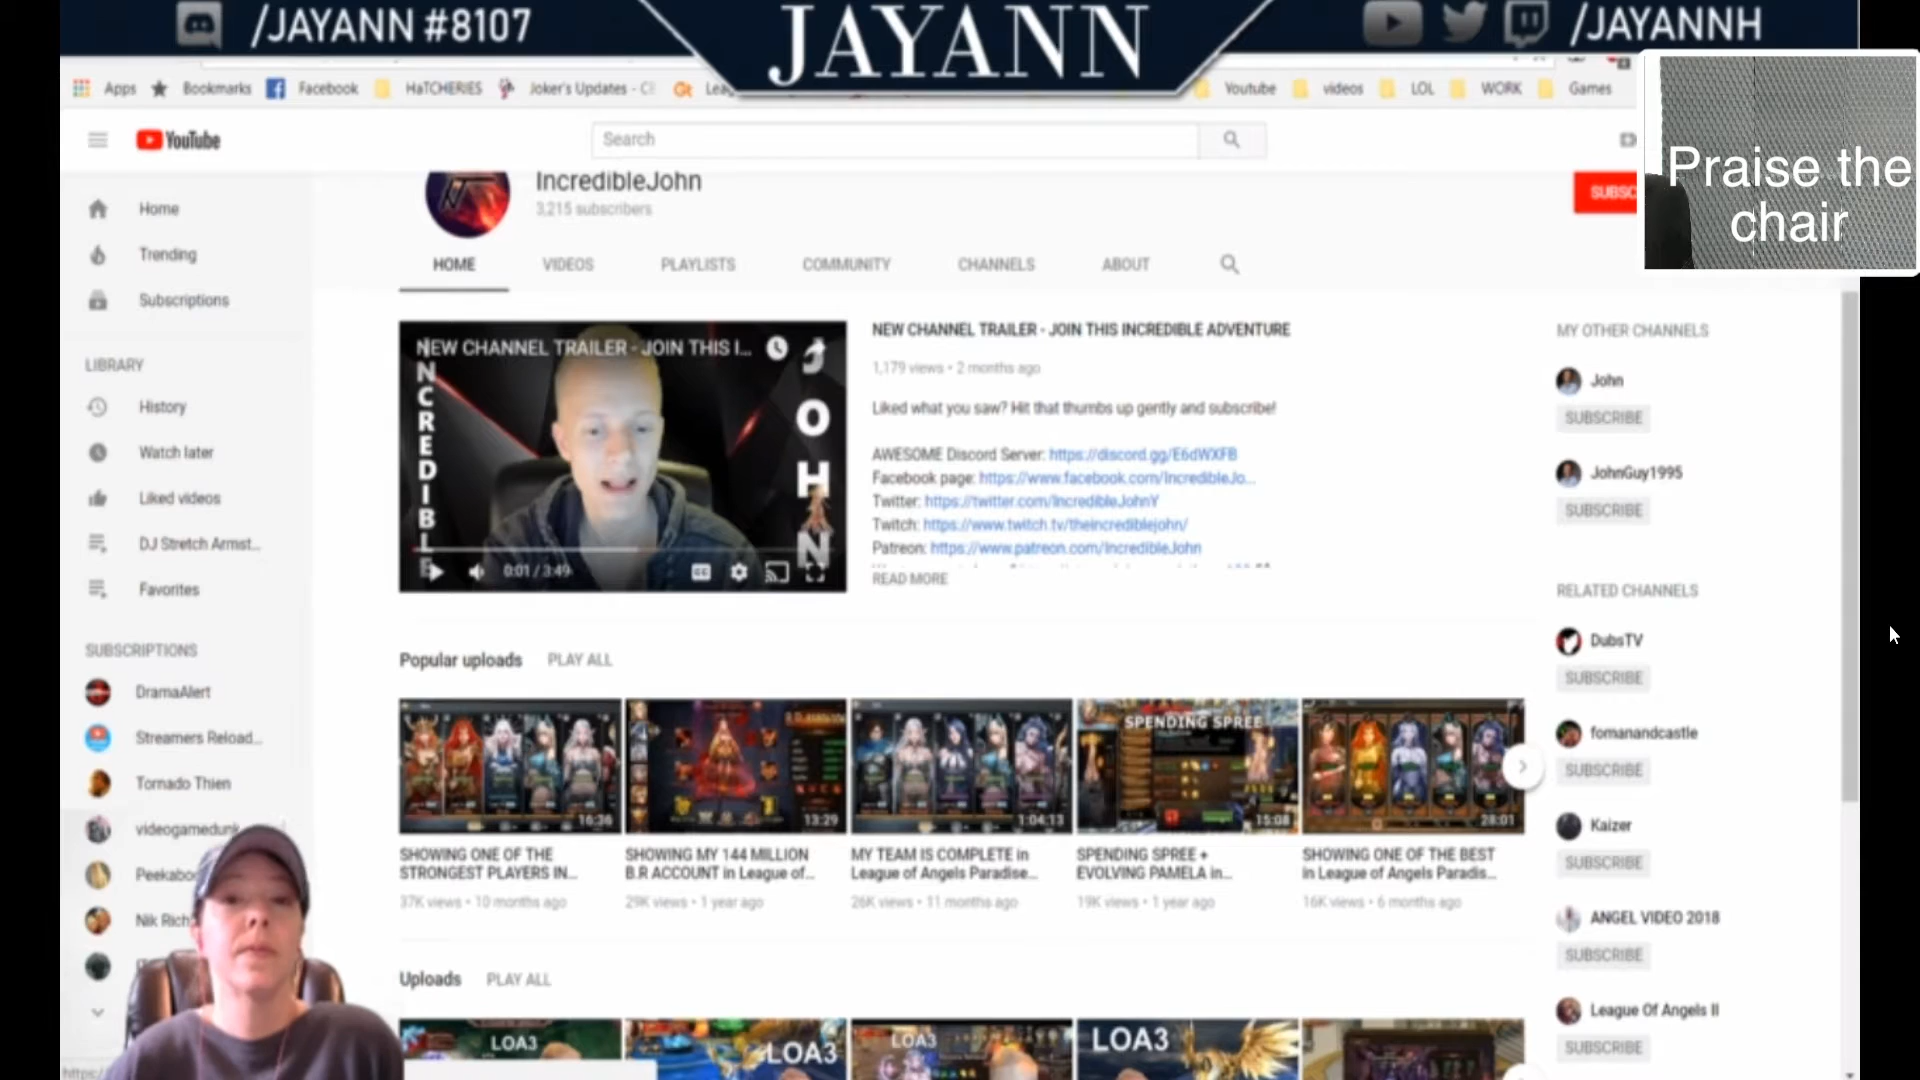 /JAYANN #8107
JAYANN
/JAYANNH
Apps
Bookmarks
Facebook
HaTCHERIES
Joker's Updates - C
Youtube
videos
LOL
WORK
Games
Praise the
chair
YouTube
Search
IncredibleJohn
3,215 subscribers
SUBSC
Home
Trending
Subscriptions
HOME
VIDEOS
PLAYLISTS
COMMUNITY
CHANNELS
ABOUT
LIBRARY
History
Watch later
Liked videos
DJ Stretch Armst...
Favorites
SUBSCRIPTIONS
DramaAlert
Streamers Reload...
Tornado Thien
videogamedunk
Peekabo
Nik Rich
NEW CHANNEL TRAILER - JOIN THIS I...
INCREDIBLE
JOHN
0:01 / 3:49
NEW CHANNEL TRAILER - JOIN THIS INCREDIBLE ADVENTURE
1,179 views • 2 months ago
Liked what you saw? Hit that thumbs up gently and subscribe!
AWESOME Discord Server: https://discord.gg/E6dWXFB
Facebook page: https://www.facebook.com/IncredibleJo...
Twitter: https://twitter.com/IncredibleJohnY
Twitch: https://www.twitch.tv/theincrediblejohn/
Patreon: https://www.patreon.com/IncredibleJohn
READ MORE
MY OTHER CHANNELS
John
SUBSCRIBE
JohnGuy1995
SUBSCRIBE
RELATED CHANNELS
DubsTV
SUBSCRIBE
fomanandcastle
SUBSCRIBE
Kaizer
SUBSCRIBE
ANGEL VIDEO 2018
SUBSCRIBE
League Of Angels II
SUBSCRIBE
Popular uploads
PLAY ALL
16:36
SHOWING ONE OF THE
STRONGEST PLAYERS IN...
37K views • 10 months ago
13:29
SHOWING MY 144 MILLION
B.R ACCOUNT in League of...
29K views • 1 year ago
1:04:13
MY TEAM IS COMPLETE in
League of Angels Paradise...
26K views • 11 months ago
SPENDING SPREE
15:08
SPENDING SPREE +
EVOLVING PAMELA in...
19K views • 1 year ago
28:01
SHOWING ONE OF THE BEST
in League of Angels Paradis...
16K views • 6 months ago
Uploads
PLAY ALL
LOA3
LOA3
LOA3
LOA3
https:/